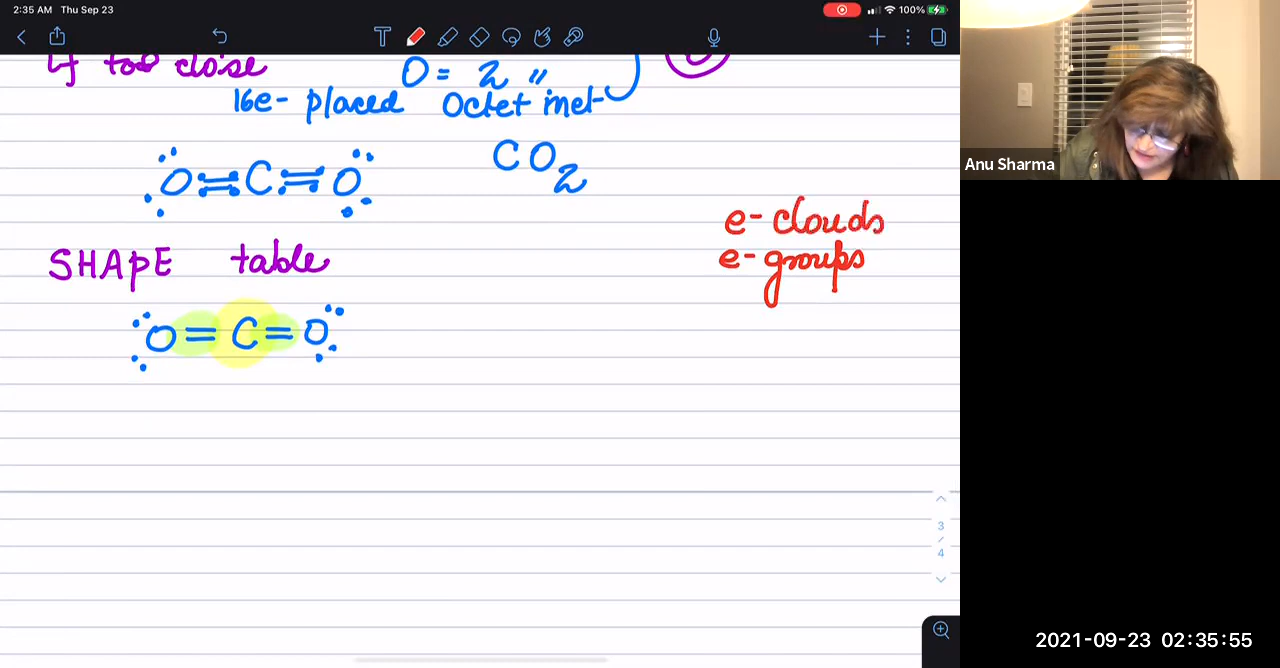 2:35 AM Thu Sep 23
100%
T
↳ too close
O = 2 "
16e- placed Octet met
O=C=O
CO2
e- clouds
e- groups
SHAPE table
O=C=O
Anu Sharma
3
/
4
2021-09-23 02:35:55